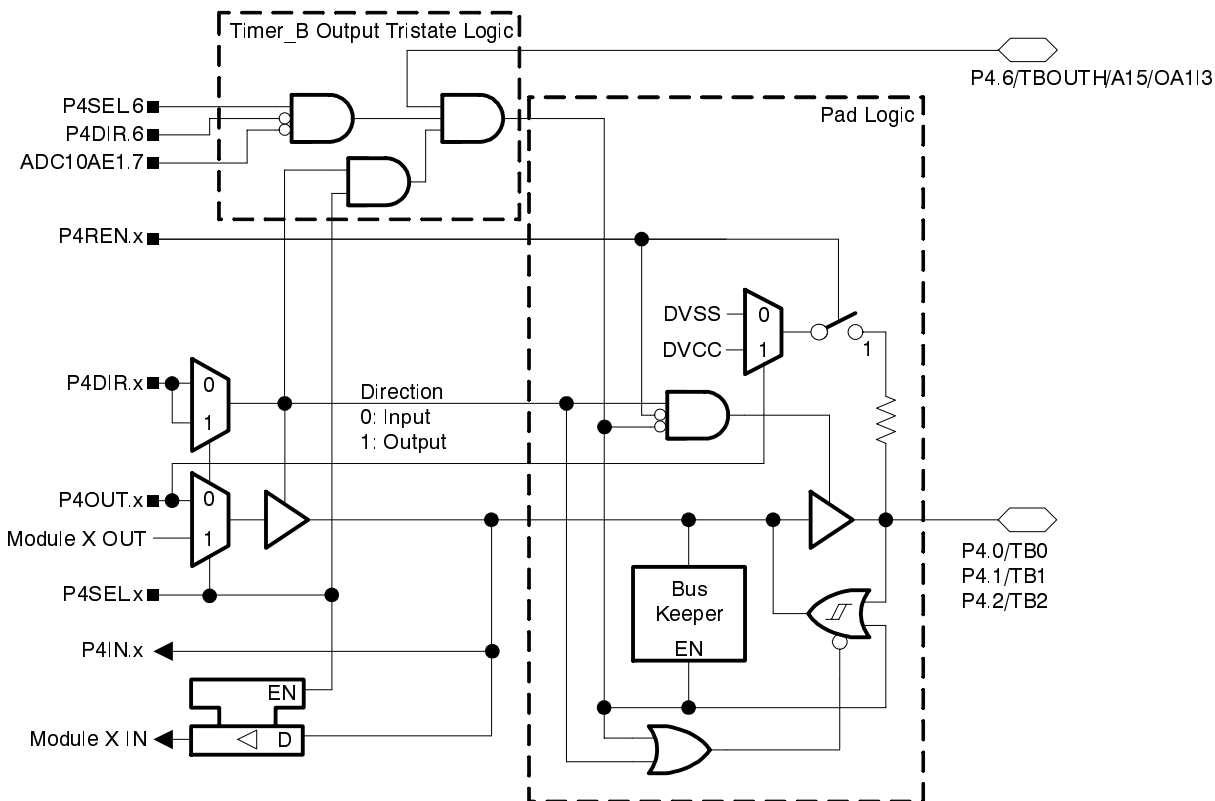 Timer_B Output Tristate Logic
P4.6/TBOUTH/A15/OA1I3
P4SEL.6
P4DIR.6
ADC10AE1.7
Pad Logic
P4REN.x
DVSS
0
DVCC
1
1
P4DIR.x
0
1
Direction
0: Input
1: Output
P4OUT.x
0
Module X OUT
1
P4SEL.x
P4.0/TB0
P4.1/TB1
P4.2/TB2
Bus
Keeper
EN
P4IN.x
EN
Module X IN
D